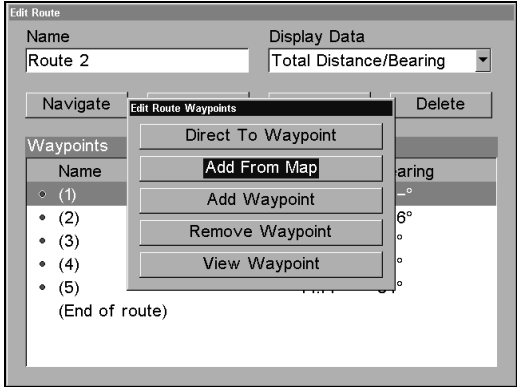 Edit Route
Name Display Data
Route 2 Total Distance/Bearing
Navigate Delete
Edit Route Waypoints
Direct To Waypoint
Add From Map
Add Waypoint
Remove Waypoint
View Waypoint
Waypoints
Name
(1)
(2) 6°
(3)
(4)
(5)
(End of route)